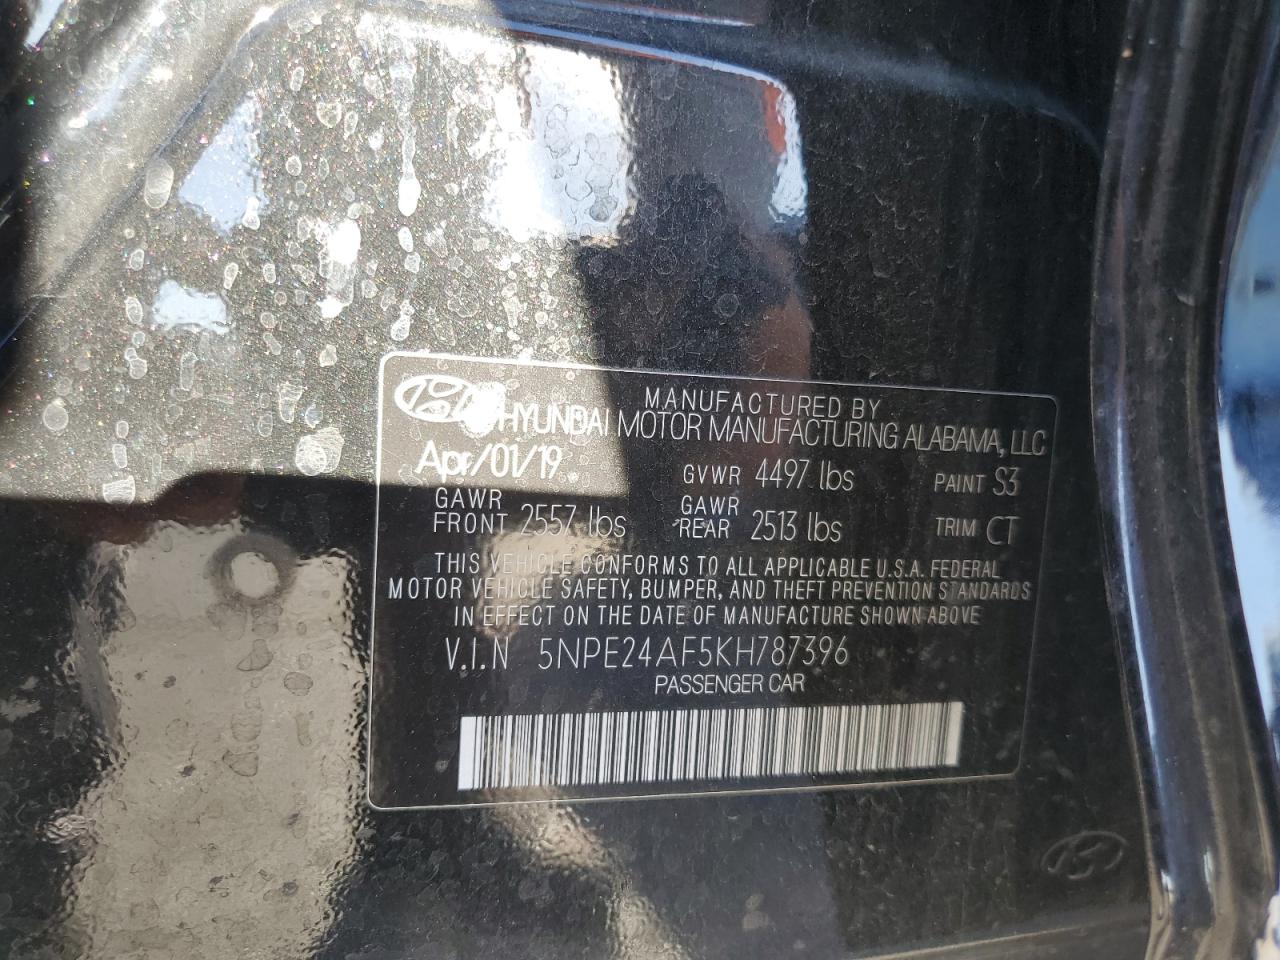 MANUFACTURED BY
HYUNDAI MOTOR MANUFACTURING ALABAMA, LLC
Apr/01/19 GVWR 4497 lbs PAINT S3
GAWR FRONT 2557 lbs GAWR REAR 2513 lbs TRIM CT
THIS VEHICLE CONFORMS TO ALL APPLICABLE U.S.A. FEDERAL
MOTOR VEHICLE SAFETY, BUMPER, AND THEFT PREVENTION STANDARDS
IN EFFECT ON THE DATE OF MANUFACTURE SHOWN ABOVE
V.I.N 5NPE24AF5KH787396
PASSENGER CAR